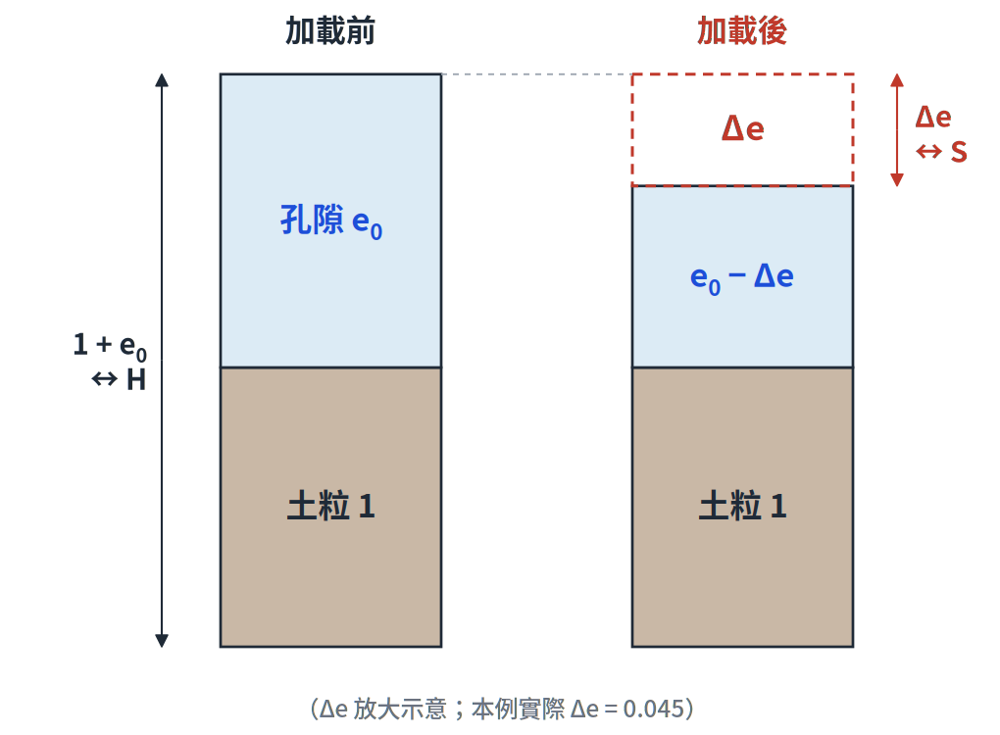 加載前
加載後
Δe
Δe
↔ S
孔隙 e₀
e₀ − Δe
1 + e₀
↔ H
土粒 1
土粒 1
（Δe 放大示意；本例實際 Δe = 0.045）